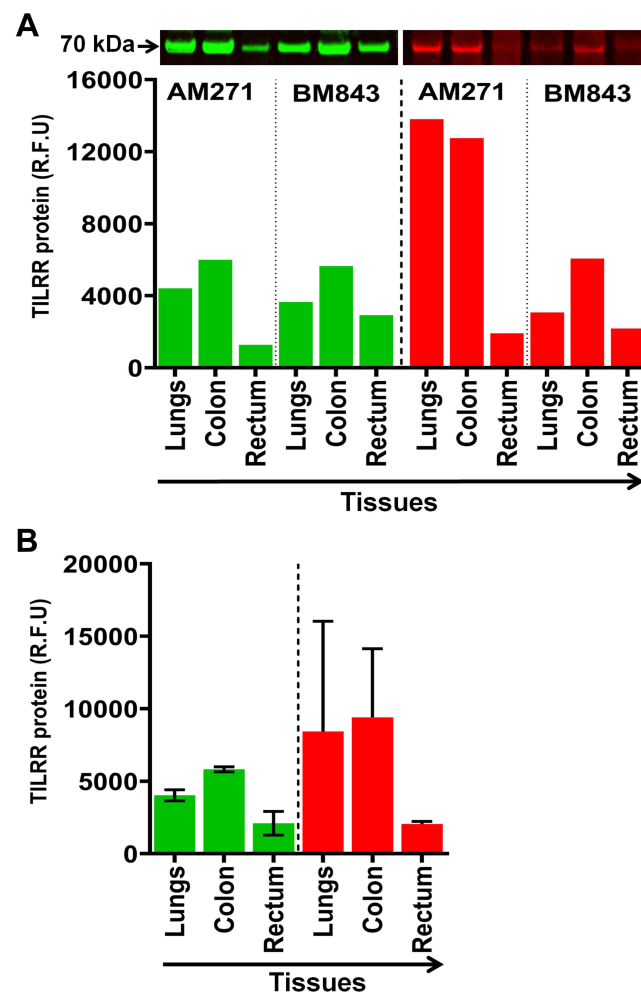 A
70 kDa
TILRR protein (R.F.U)
16000
12000
8000
4000
0
AM271 BM843 AM271 BM843
Lungs Colon Rectum Lungs Colon Rectum Lungs Colon Rectum Lungs Colon Rectum
Tissues
B
TILRR protein (R.F.U)
20000
15000
10000
5000
0
Lungs Colon Rectum Lungs Colon Rectum
Tissues